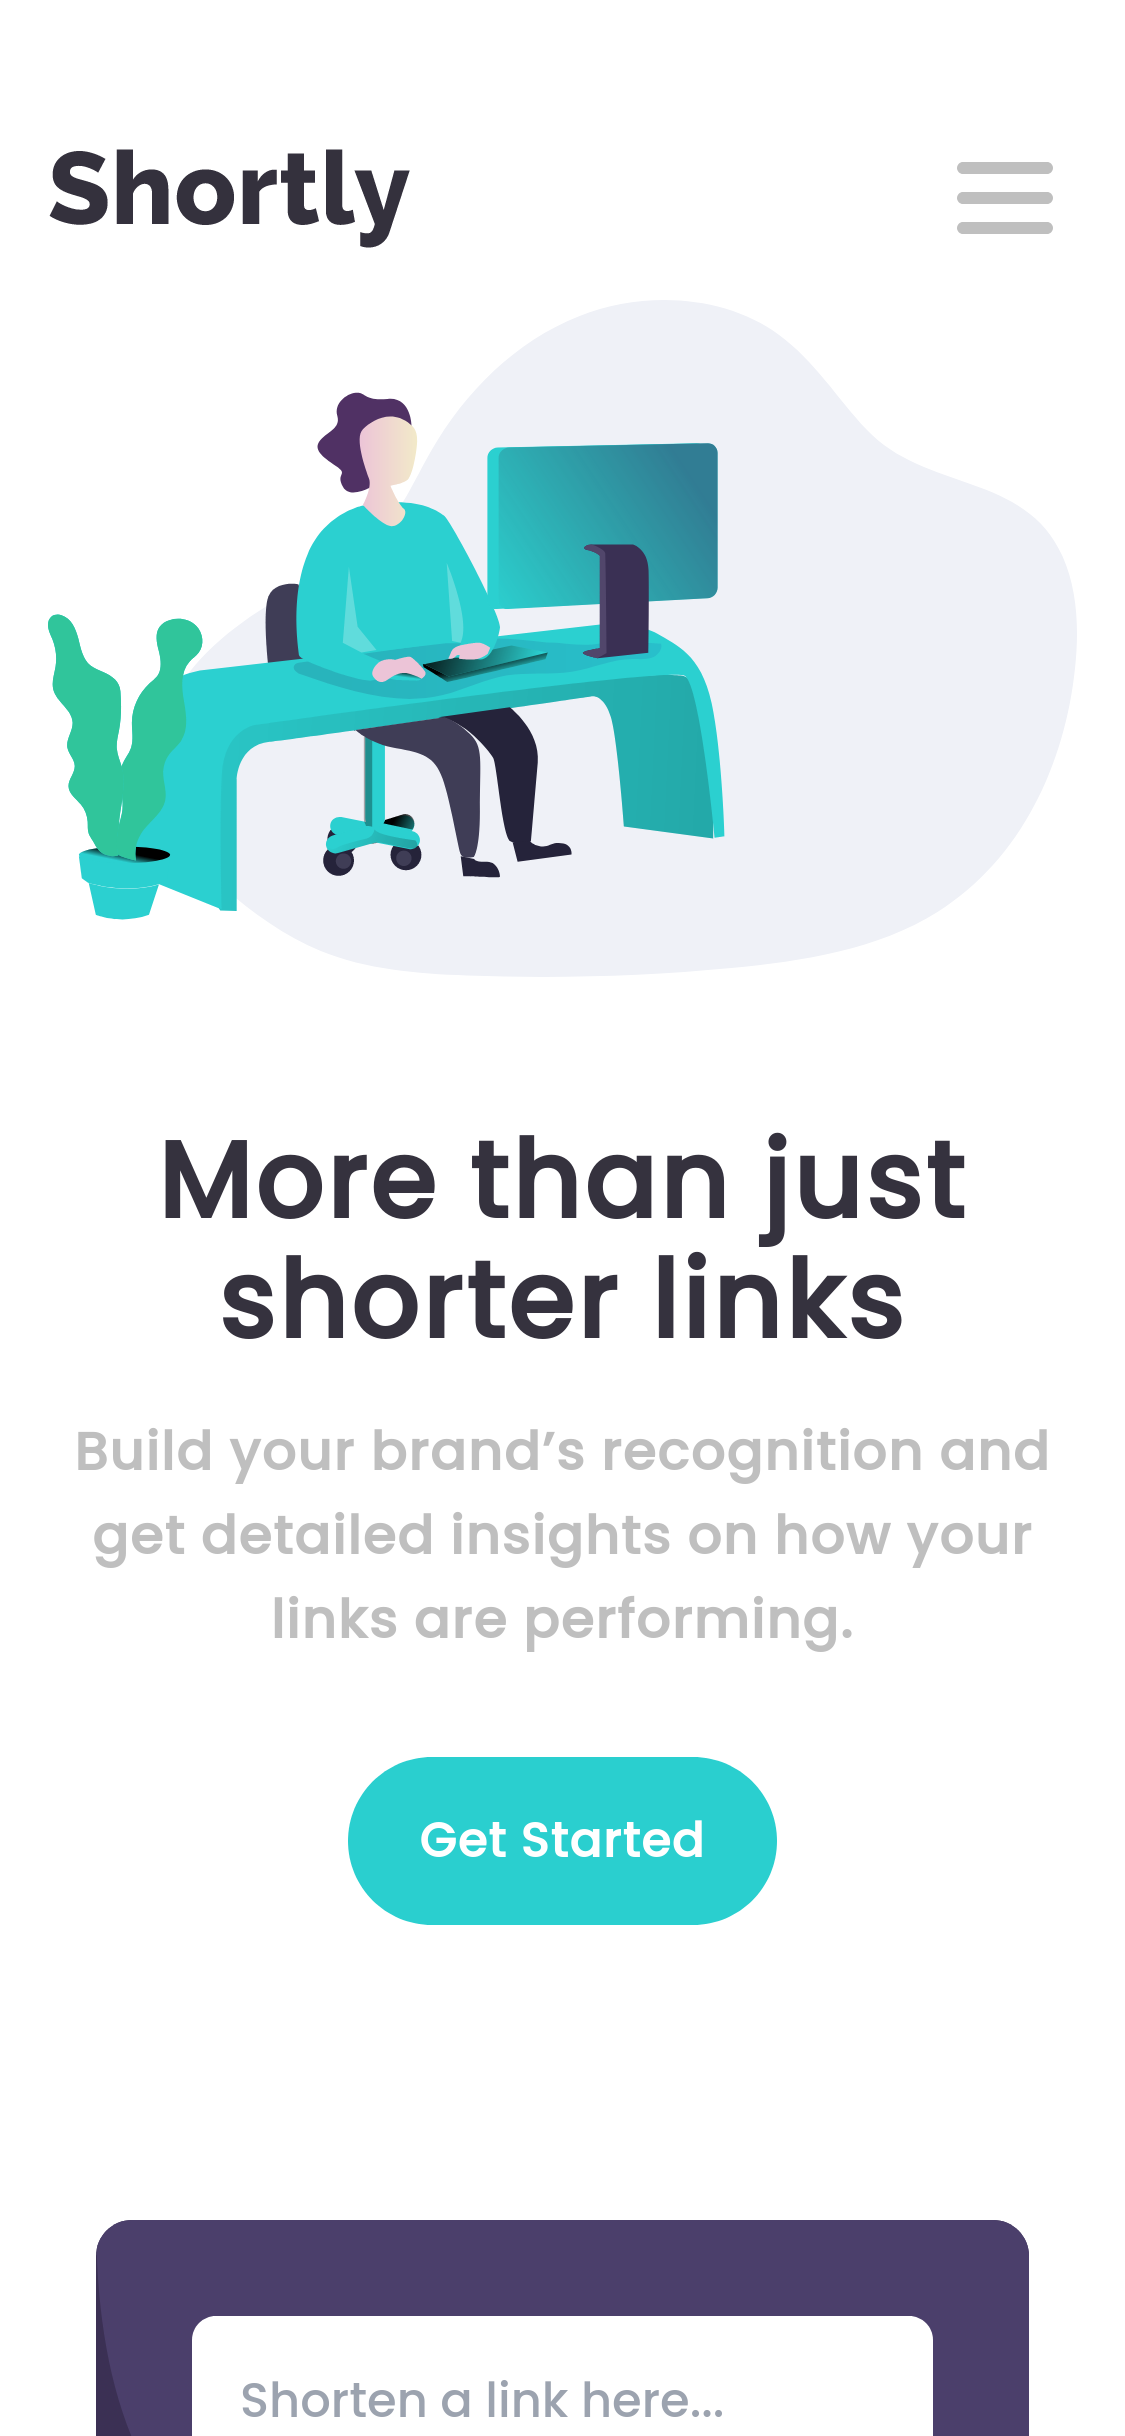 Shortly
More than just
shorter links
Build your brand’s recognition and
get detailed insights on how your
links are performing.
Get Started
Shorten a link here...